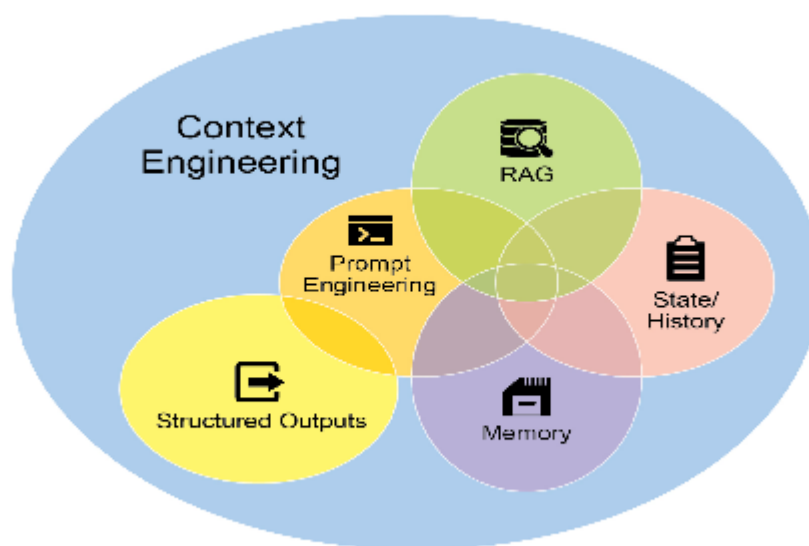 Context
Engineering
RAG
Prompt
Engineering
State/
History
Structured Outputs
Memory